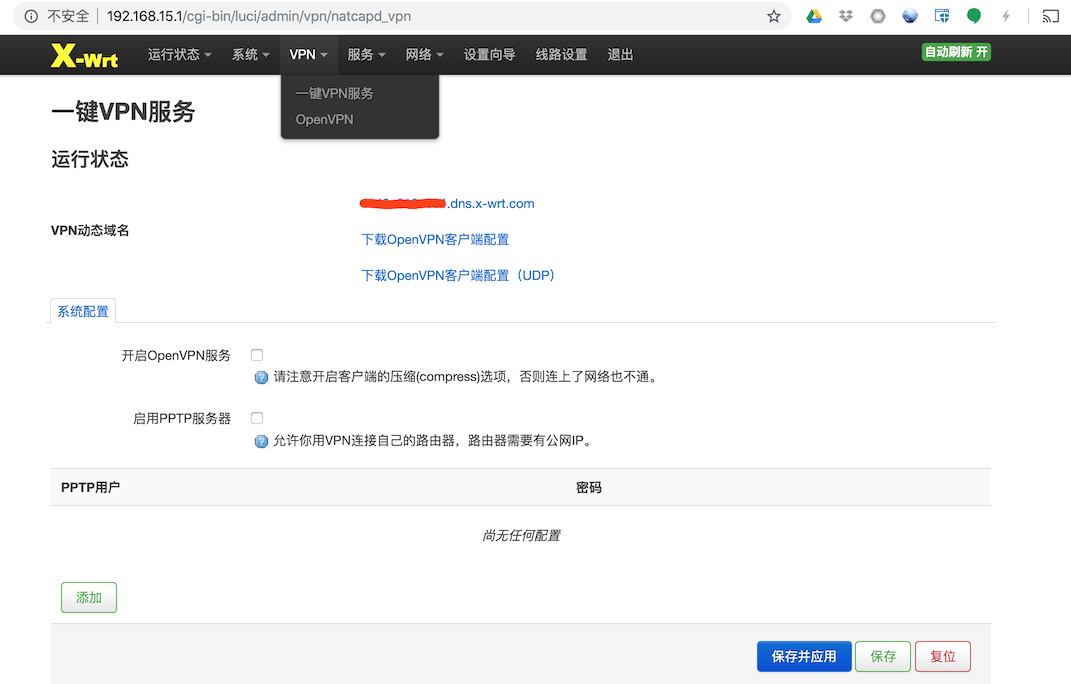 不安全 192.168.15.1/cgi-bin/luci/admin/vpn/natcapd_vpn
X-Wrt 运行状态 系统 VPN 服务 网络 设置向导 线路设置 退出 自动刷新 开
一键VPN服务
OpenVPN
一键VPN服务
运行状态
.dns.x-wrt.com
VPN动态域名
下载OpenVPN客户端配置
下载OpenVPN客户端配置（UDP）
系统配置
开启OpenVPN服务
请注意开启客户端的压缩(compress)选项，否则连上了网络也不通。
启用PPTP服务器
允许你用VPN连接自己的路由器，路由器需要有公网IP。
PPTP用户 密码
尚无任何配置
添加
保存并应用 保存 复位